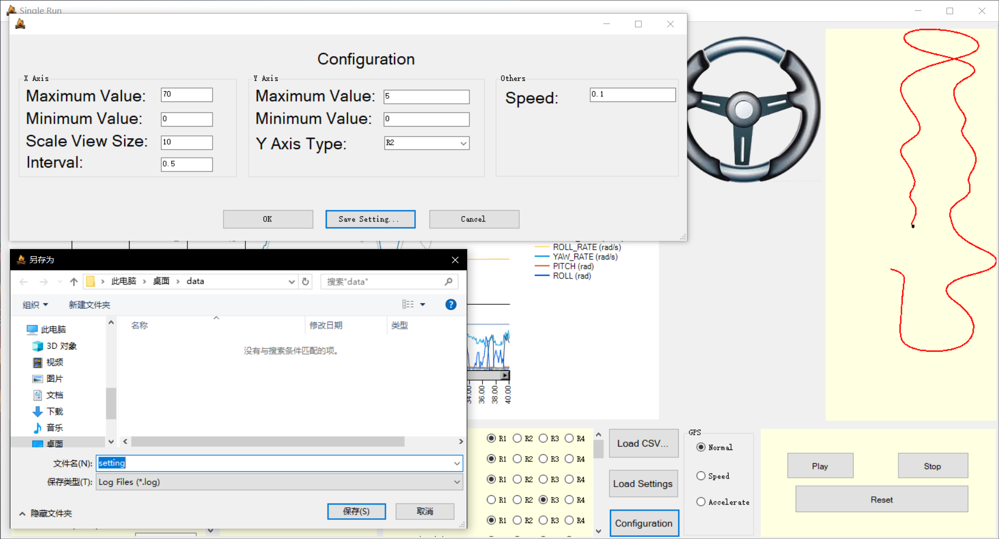 Single Run
Configuration
X Axis
Maximum Value: 70
Minimum Value: 0
Scale View Size: 10
Interval: 0.5
Y Axis
Maximum Value: 5
Minimum Value: 0
Y Axis Type: R2
Others
Speed: 0.1
OK
Save Setting...
Cancel
ROLL_RATE (rad/s)
YAW_RATE (rad/s)
PITCH (rad)
ROLL (rad)
另存为
此电脑 › 桌面 › data
搜索"data"
组织
新建文件夹
?
名称
修改日期
类型
没有与搜索条件匹配的项。
此电脑
3D 对象
视频
图片
文档
下载
音乐
桌面
文件名(N): setting
保存类型(T): Log Files (*.log)
隐藏文件夹
保存(S)
取消
34.00
36.00
38.00
40.00
R1 R2 R3 R4
R1 R2 R3 R4
R1 R2 R3 R4
R1 R2 R3 R4
R1 R2 R3 R4
Load CSV...
Load Settings
Configuration
GPS
Normal
Speed
Accelerate
Play
Stop
Reset